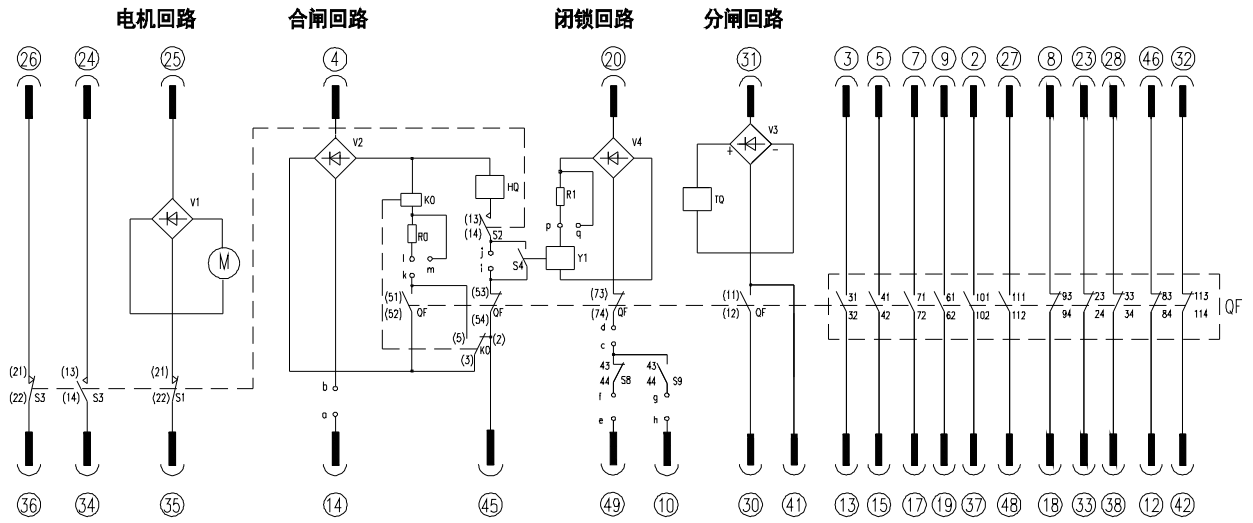 电机回路 合闸回路 闭锁回路 分闸回路
26 24 25 4 20 31 3 5 7 9 2 27 8 23 28 46 32
V2 V4 V3
+ −
V1 K0 HQ R1 TQ
(13)
(14) S2
R0 p q
M l m j i S4 Y1
k
(51) (53) (73) (11) 31 41 71 61 101 111 93 23 33 83 113
(52) QF QF (74) QF (12) QF 32 42 72 62 102 112 94 24 34 84 114 QF
(54) d
(5) (2) c
(3) K0
(21) (13) (21) 43 43
(22) S3 (14) S3 (22) S1 b 44 S8 44 S9
f g
a e h
36 34 35 14 45 49 10 30 41 13 15 17 19 37 48 18 33 38 12 42